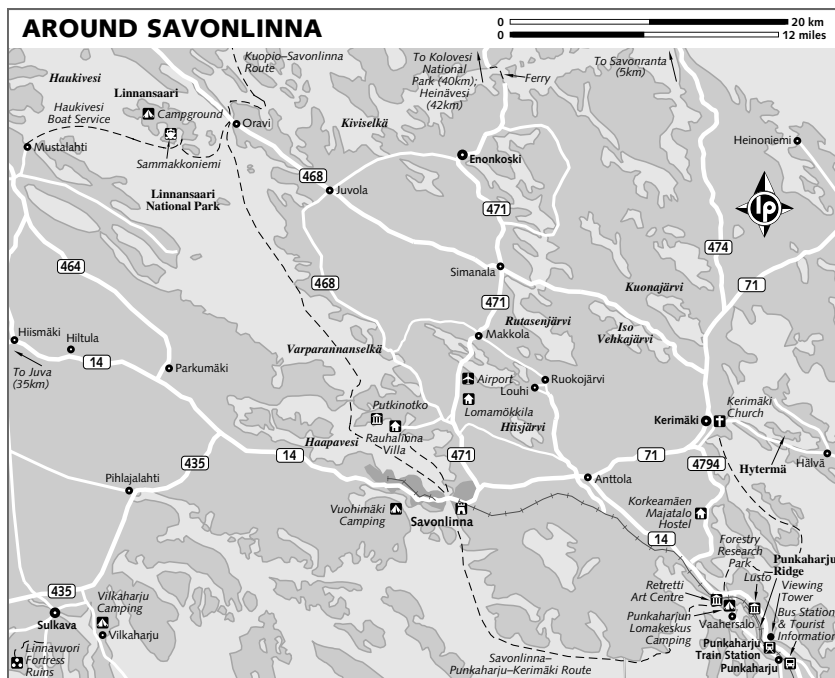 AROUND SAVONLINNA
0 20 km
0 12 miles
Kuopio–Savonlinna
Route
To Kolovesi
National
Park (40km);
Heinävesi
(42km)
Ferry
To Savonranta
(5km)
Haukivesi
Linnansaari
Haukivesi
Boat Service
Campground
Oravi
Kiviselkä
Mustalahti
Sammakkoniemi
Enonkoski
Heinoniemi
lp
468
Juvola
Linnansaari
National Park
471
474
464
Simanala
468
Kuonajärvi
71
471
Rutasenjärvi
Iso
Vehkajärvi
Hiismäki
Hiltula
Makkola
Varparannanselkä
14
Parkumäki
To Juva
(35km)
Airport
Louhi
Ruokojärvi
Lomamökkila
Putkinotko
Rauhalinna
Villa
Kerimäki
Kerimäki
Church
Haapavesi
Hiisjärvi
435
14
471
71
4794
Hälvä
Hytermä
Pihlajalahti
Anttola
Vuohimäki
Camping
Savonlinna
Korkeamäen
Majatalo
Hostel
14
Forestry
Research
Park
Punkaharju
Ridge
Lusto
Viewing
Tower
435
Vilkaharju
Camping
Retretti
Art Centre
Bus Station
& Tourist
Information
Sulkava
Punkaharjun
Lomakeskus
Camping
Vaahersalo
Vilkaharju
Linnavuori
Fortress
Ruins
Savonlinna–
Punkaharju–Kerimäki Route
Punkaharju
Train Station
Punkaharju